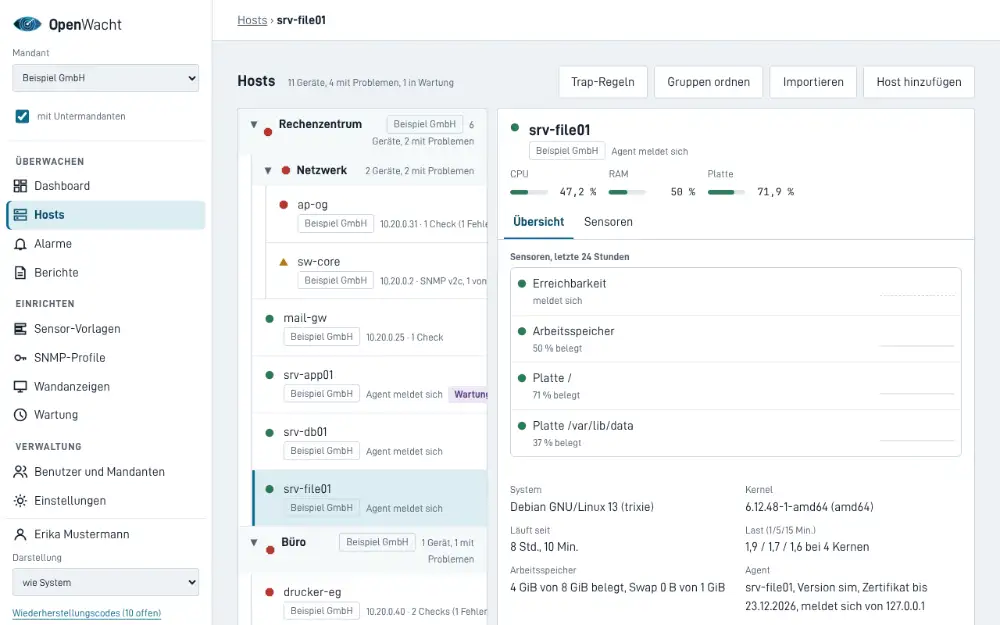 OpenWacht
Mandant
Beispiel GmbH
mit Untermandanten
ÜBERWACHEN
Dashboard
Hosts
Alarme
Berichte
EINRICHTEN
Sensor-Vorlagen
SNMP-Profile
Wandanzeigen
Wartung
VERWALTUNG
Benutzer und Mandanten
Einstellungen
Erika Mustermann
Darstellung
wie System
Wiederherstellungscodes (10 offen)
Hosts › srv-file01
Hosts 11 Geräte, 4 mit Problemen, 1 in Wartung
Trap-Regeln Gruppen ordnen Importieren Host hinzufügen
Rechenzentrum Beispiel GmbH 6
Geräte, 2 mit Problemen
Netzwerk 2 Geräte, 2 mit Problemen
ap-og
Beispiel GmbH 10.20.0.31 · 1 Check (1 Fehle
sw-core
Beispiel GmbH 10.20.0.2 · SNMP v2c, 1 von
mail-gw
Beispiel GmbH 10.20.0.25 · 1 Check
srv-app01
Beispiel GmbH Agent meldet sich Wartung
srv-db01
Beispiel GmbH Agent meldet sich
srv-file01
Beispiel GmbH Agent meldet sich
Büro Beispiel GmbH 1 Gerät, 1 mit
Problemen
drucker-eg
Beispiel GmbH 10.20.0.40 · 2 Checks (1 Fehler
srv-file01
Beispiel GmbH Agent meldet sich
CPU RAM Platte
47,2 % 50 % 71,9 %
Übersicht Sensoren
Sensoren, letzte 24 Stunden
Erreichbarkeit
meldet sich
Arbeitsspeicher
50 % belegt
Platte /
71 % belegt
Platte /var/lib/data
37 % belegt
System
Debian GNU/Linux 13 (trixie)
Kernel
6.12.48-1-amd64 (amd64)
Läuft seit
8 Std., 10 Min.
Last (1/5/15 Min.)
1,9 / 1,7 / 1,6 bei 4 Kernen
Arbeitsspeicher
4 GiB von 8 GiB belegt, Swap 0 B von 1 GiB
Agent
srv-file01, Version sim, Zertifikat bis
23.12.2026, meldet sich von 127.0.0.1